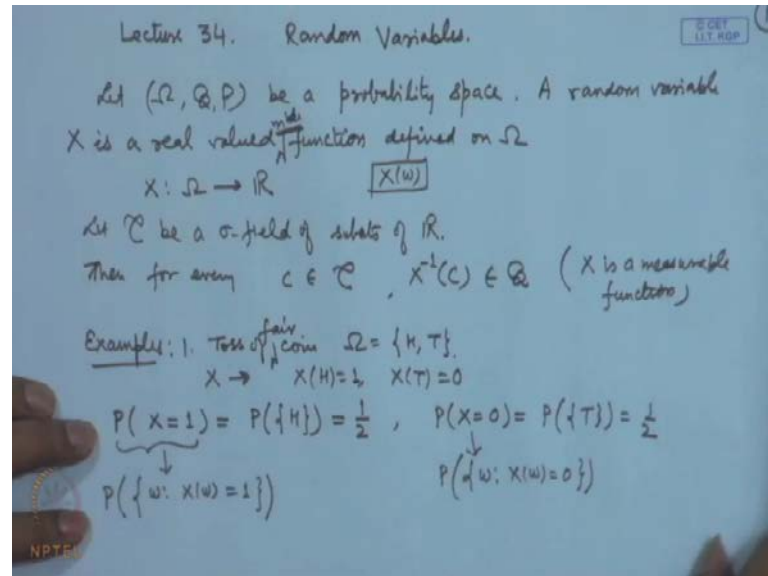 Lecture 34. Random Variables.
© CET
I.I.T. KGP
Let (Ω, 𝓑, P) be a probability space. A random variable
X is a real valued mble function defined on Ω
X: Ω → ℝ X(ω)
Let 𝒞 be a σ-field of subsets of ℝ.
Then for every C ∈ 𝒞, X⁻¹(C) ∈ 𝓑 (X is a measurable
function)
Examples: 1. Toss of fair coin Ω = {H, T}.
X → X(H)=1, X(T)=0
P(X=1) = P({H}) = 1/2, P(X=0) = P({T}) = 1/2
P({ω: X(ω)=1}) P({ω: X(ω)=0})
NPTEL